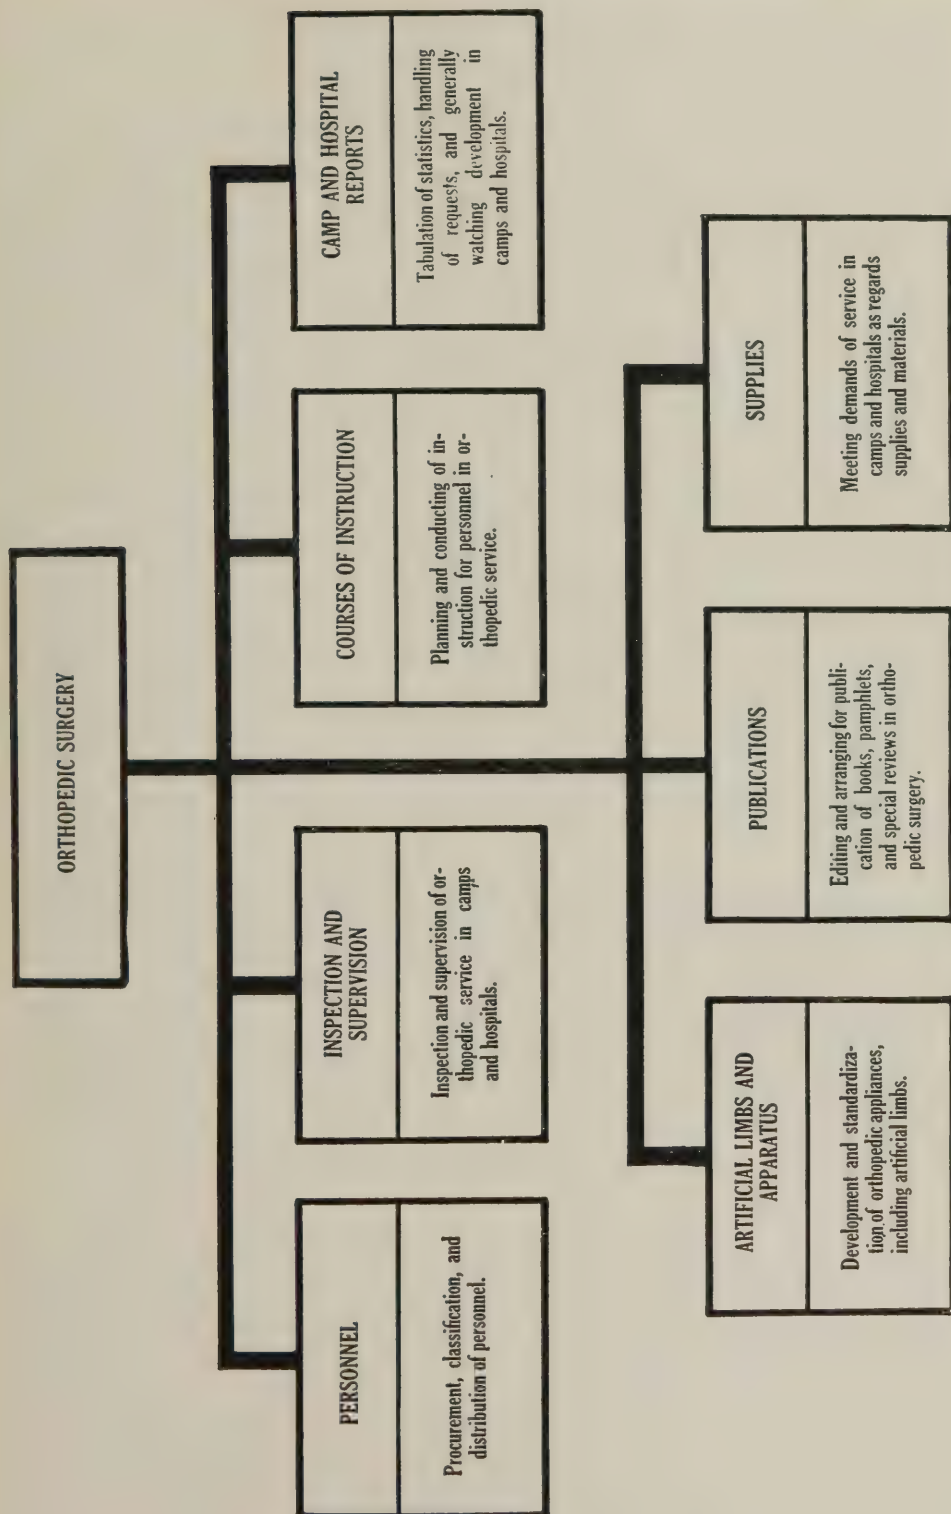 ORTHOPEDIC SURGERY
PERSONNEL
Procurement, classification, and
distribution of personnel.
INSPECTION AND
SUPERVISION
Inspection and supervision of or-
thopedic service in camps
and hospitals.
COURSES OF INSTRUCTION
Planning and conducting of in-
struction for personnel in or-
thopedic service.
CAMP AND HOSPITAL
REPORTS
Tabulation of statistics, handling
of requests, and generally
watching development in
camps and hospitals.
ARTIFICIAL LIMBS AND
APPARATUS
Development and standardiza-
tion of orthopedic appliances,
including artificial limbs.
PUBLICATIONS
Editing and arranging for publi-
cation of books, pamphlets,
and special reviews in ortho-
pedic surgery.
SUPPLIES
Meeting demands of service in
camps and hospitals as regards
supplies and materials.